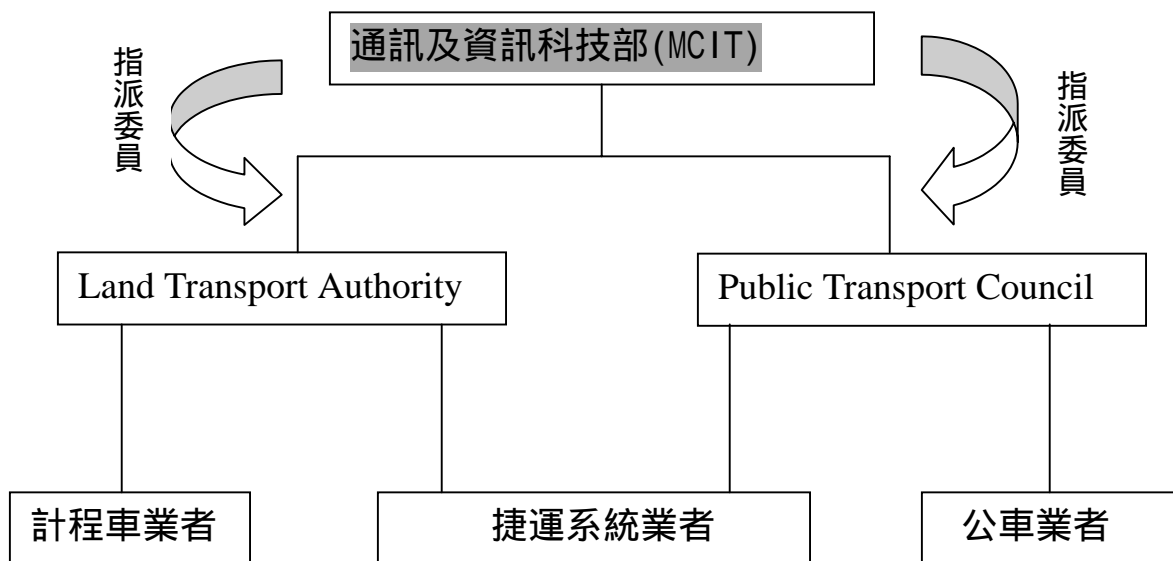 通訊及資訊科技部(MCIT)
指派委員
指派委員
Land Transport Authority
Public Transport Council
計程車業者
捷運系統業者
公車業者